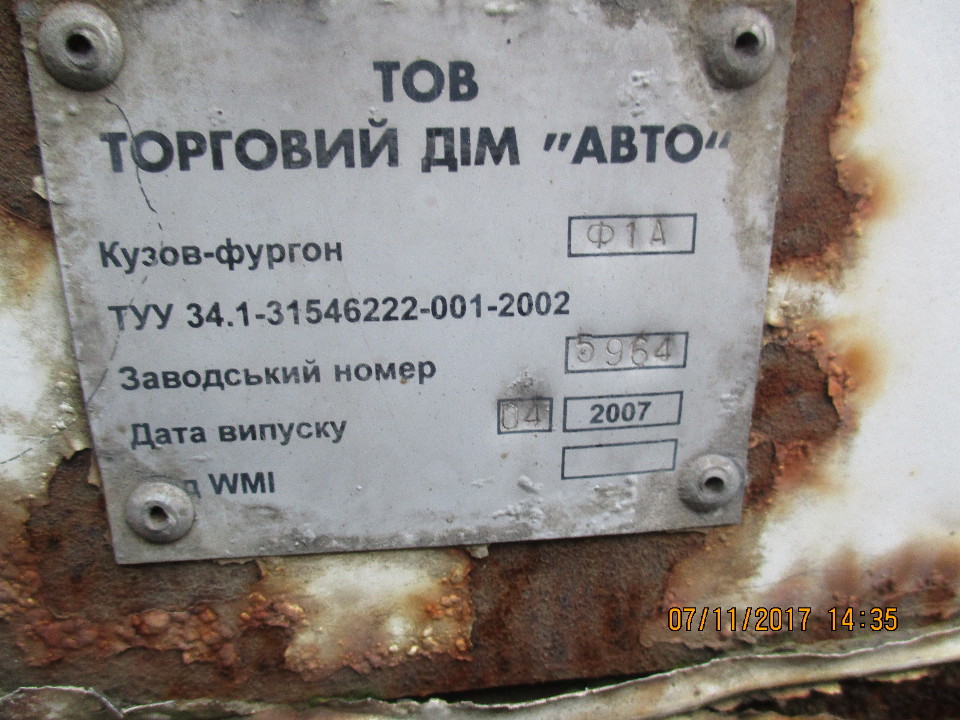 ТОВ
ТОРГОВИЙ ДІМ "АВТО"
Кузов-фургон Ф1А
ТУУ 34.1-31546222-001-2002
Заводський номер 5964
Дата випуску 04 2007
WMI
07/11/2017 14:35